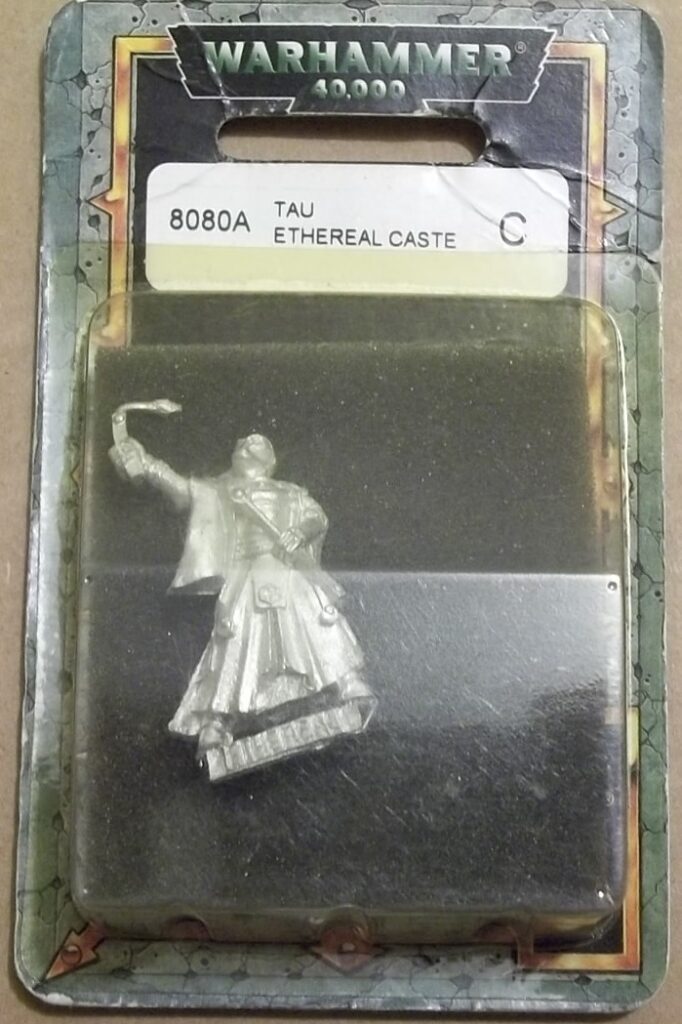 WARHAMMER®
40,000
8080A TAU C
ETHEREAL CASTE